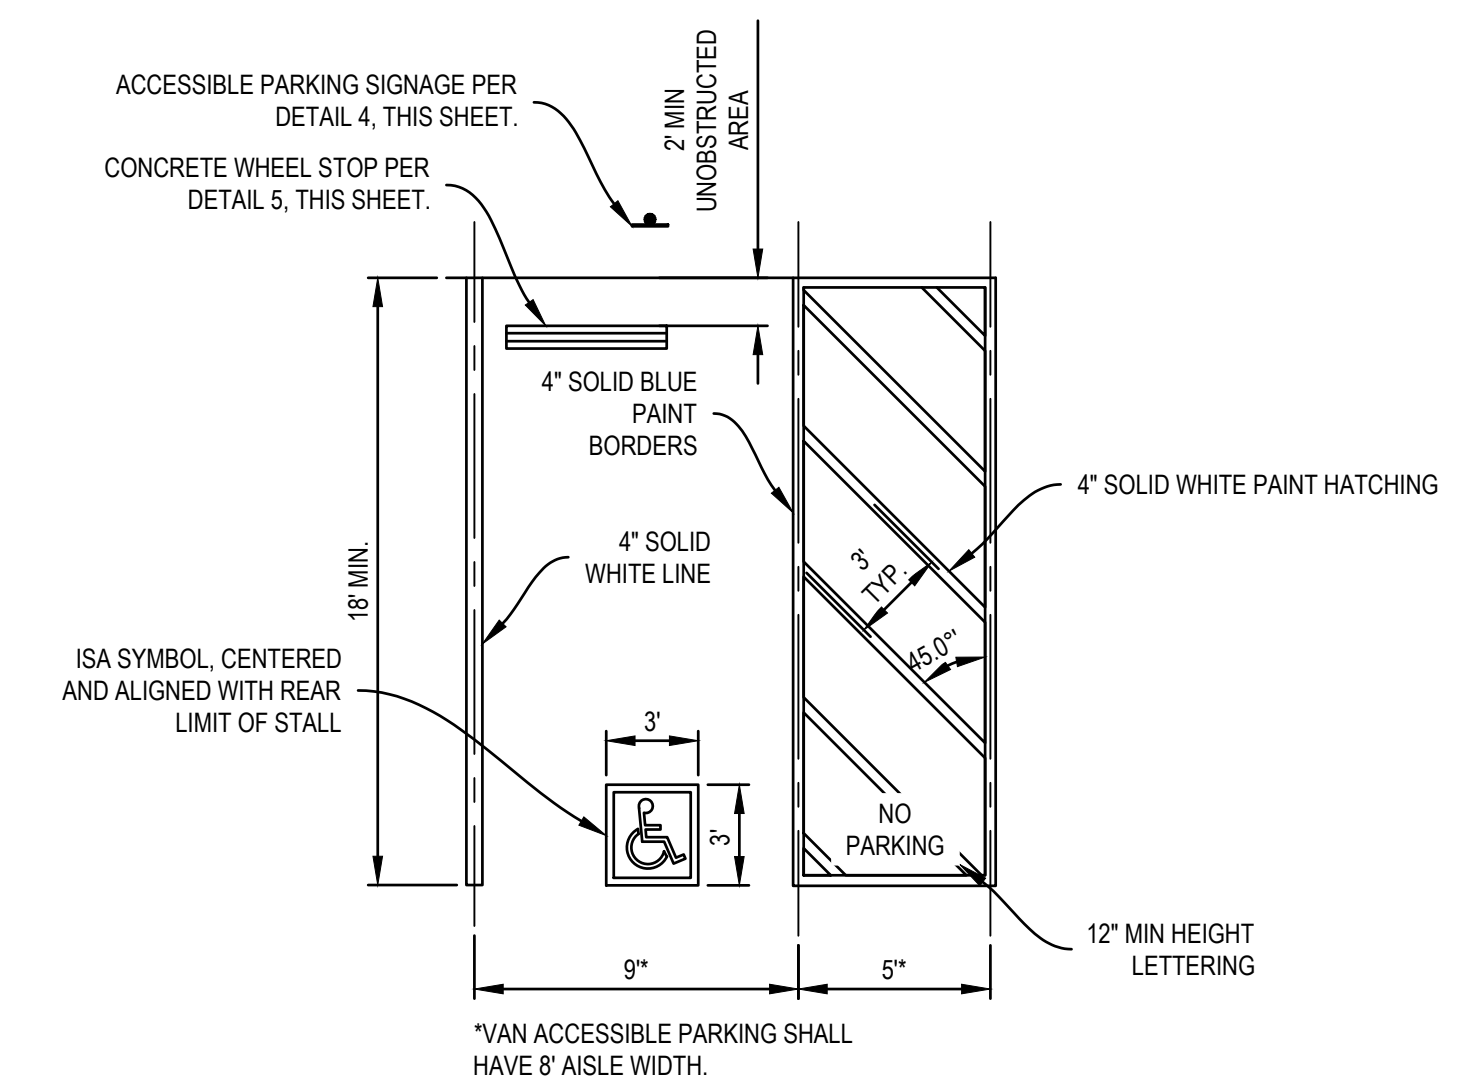 ACCESSIBLE PARKING SIGNAGE PER
DETAIL 4, THIS SHEET.
CONCRETE WHEEL STOP PER
DETAIL 5, THIS SHEET.
2' MIN
UNOBSTRUCTED
AREA
4" SOLID BLUE
PAINT
BORDERS
4" SOLID WHITE PAINT HATCHING
4" SOLID
WHITE LINE
3'
TYP.
18' MIN.
45.0°'
ISA SYMBOL, CENTERED
AND ALIGNED WITH REAR
LIMIT OF STALL
3'
3'
NO
PARKING
12" MIN HEIGHT
LETTERING
9'*
5'*
*VAN ACCESSIBLE PARKING SHALL
HAVE 8' AISLE WIDTH.